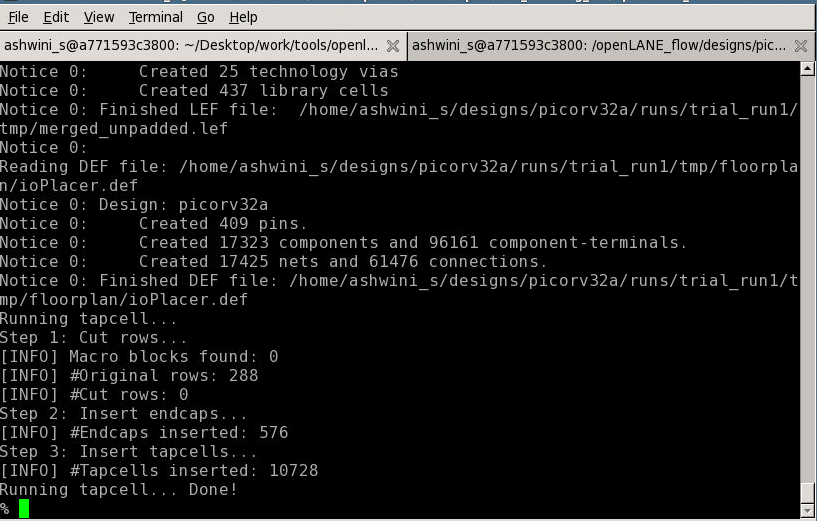 File Edit View Terminal Go Help
ashwini_s@a771593c3800: ~/Desktop/work/tools/openl...
ashwini_s@a771593c3800: /openLANE_flow/designs/pic...
Notice 0:     Created 25 technology vias
Notice 0:     Created 437 library cells
Notice 0: Finished LEF file:  /home/ashwini_s/designs/picorv32a/runs/trial_run1/
tmp/merged_unpadded.lef
Notice 0:
Reading DEF file: /home/ashwini_s/designs/picorv32a/runs/trial_run1/tmp/floorpla
n/ioPlacer.def
Notice 0: Design: picorv32a
Notice 0:     Created 409 pins.
Notice 0:     Created 17323 components and 96161 component-terminals.
Notice 0:     Created 17425 nets and 61476 connections.
Notice 0: Finished DEF file: /home/ashwini_s/designs/picorv32a/runs/trial_run1/t
mp/floorplan/ioPlacer.def
Running tapcell...
Step 1: Cut rows...
[INFO] Macro blocks found: 0
[INFO] #Original rows: 288
[INFO] #Cut rows: 0
Step 2: Insert endcaps...
[INFO] #Endcaps inserted: 576
Step 3: Insert tapcells...
[INFO] #Tapcells inserted: 10728
Running tapcell... Done!
%